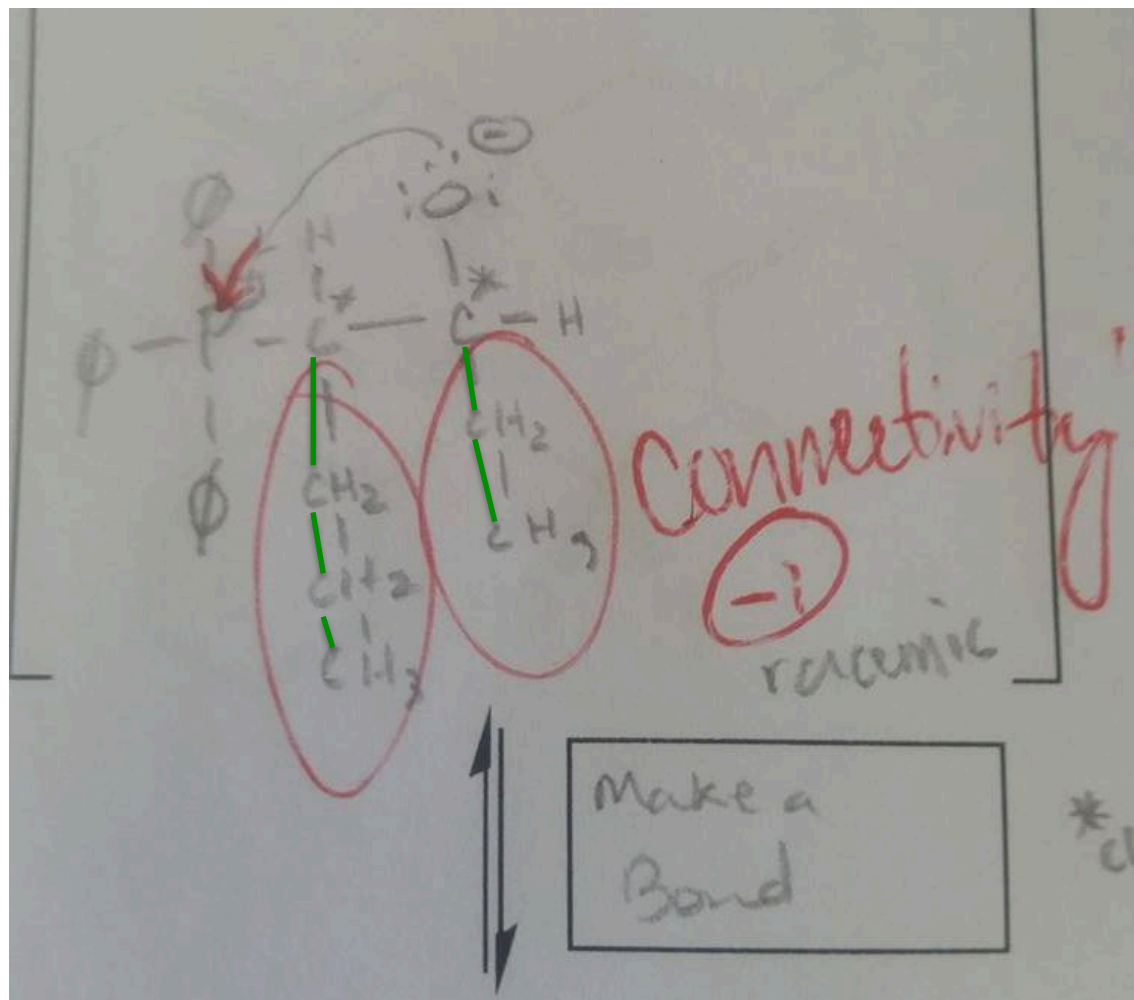 ⊖
:O:
Φ H
Φ - P - C* - C* - H
Φ CH2 CH2
CH2 CH3
CH3
Connectivity
-1
racemic
Make a
Bond
*